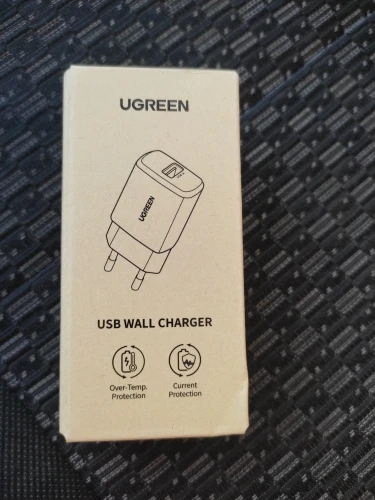 UGREEN
UGREEN
USB WALL CHARGER
Over-Temp.
Protection
Current
Protection